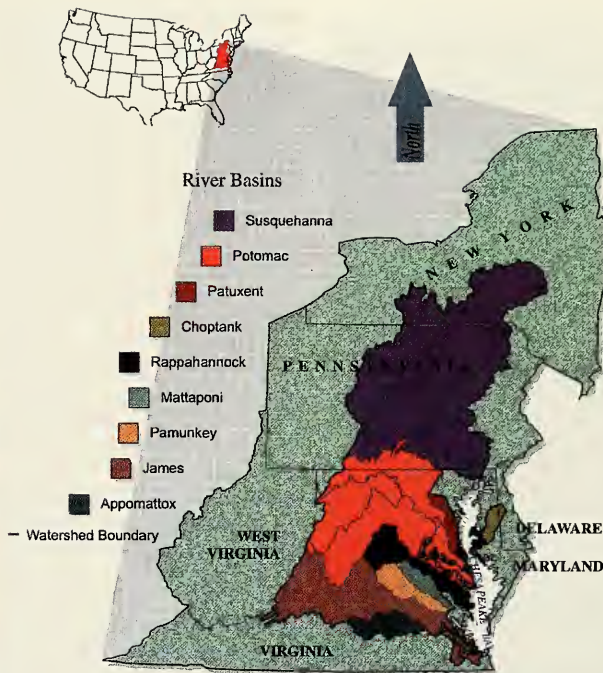 North
River Basins
Susquehanna
Potomac
Patuxent
Choptank
Rappahannock
Mattaponi
Pamunkey
James
Appomattox
Watershed Boundary
NEW YORK
PENNSYLVANIA
WEST
VIRGINIA
DELAWARE
MARYLAND
CHESAPEAKE
VIRGINIA